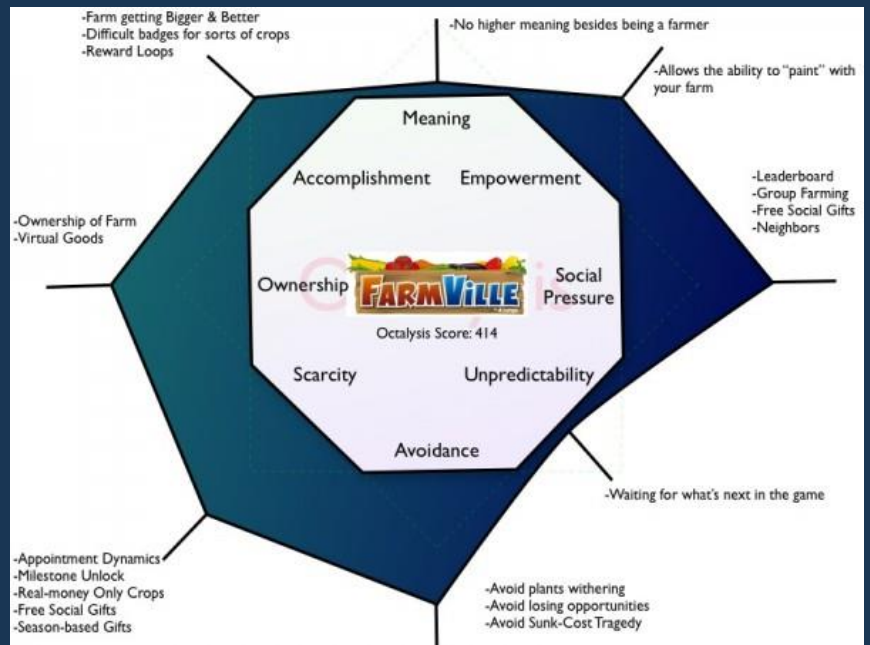 -Farm getting Bigger & Better
-Difficult badges for sorts of crops
-Reward Loops
-No higher meaning besides being a farmer
-Allows the ability to “paint” with
your farm
Meaning
Accomplishment
Empowerment
-Leaderboard
-Group Farming
-Free Social Gifts
-Neighbors
-Ownership of Farm
-Virtual Goods
Ownership
FARMVILLE
Social
Pressure
Octalysis Score: 414
Scarcity
Unpredictability
Avoidance
-Waiting for what's next in the game
-Appointment Dynamics
-Milestone Unlock
-Real-money Only Crops
-Free Social Gifts
-Season-based Gifts
-Avoid plants withering
-Avoid losing opportunities
-Avoid Sunk-Cost Tragedy